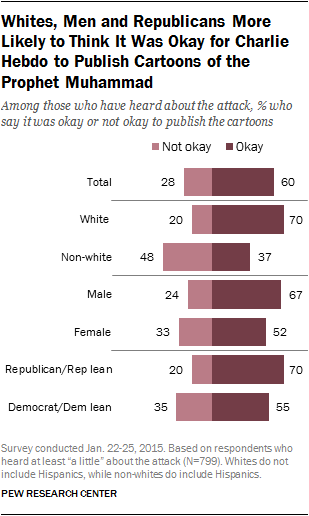 Whites, Men and Republicans More
Likely to Think It Was Okay for Charlie
Hebdo to Publish Cartoons of the
Prophet Muhammad
Among those who have heard about the attack, % who
say it was okay or not okay to publish the cartoons
Not okay Okay
Total 28 60
White 20 70
Non-white 48 37
Male 24 67
Female 33 52
Republican/Rep lean 20 70
Democrat/Dem lean 35 55
Survey conducted Jan. 22-25, 2015. Based on respondents who
heard at least “a little” about the attack (N=799). Whites do not
include Hispanics, while non-whites do include Hispanics.
PEW RESEARCH CENTER